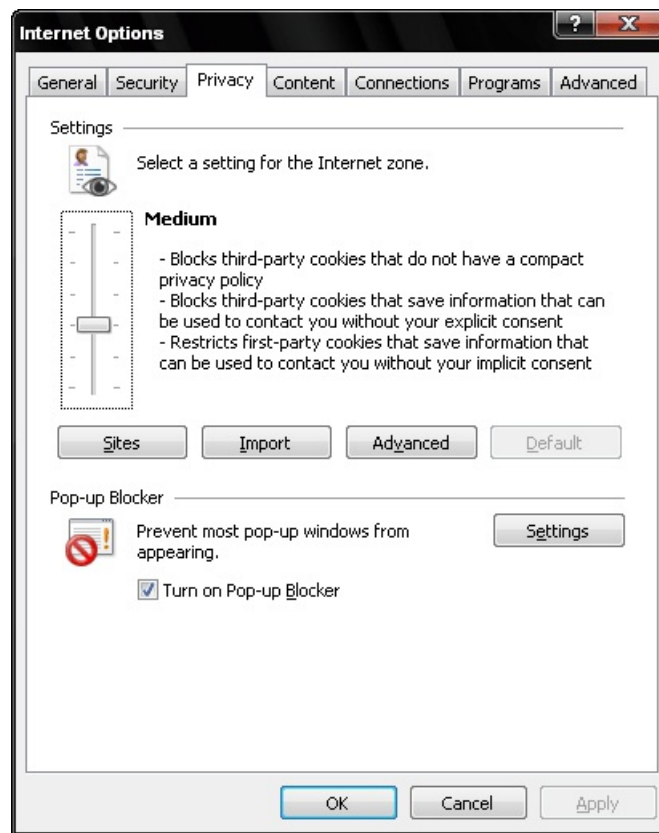 Internet Options
?
X
General Security Privacy Content Connections Programs Advanced
Settings
Select a setting for the Internet zone.
Medium
- Blocks third-party cookies that do not have a compact
privacy policy
- Blocks third-party cookies that save information that can
be used to contact you without your explicit consent
- Restricts first-party cookies that save information that
can be used to contact you without your implicit consent
Sites Import Advanced Default
Pop-up Blocker
Prevent most pop-up windows from
appearing.
Settings
Turn on Pop-up Blocker
OK Cancel Apply